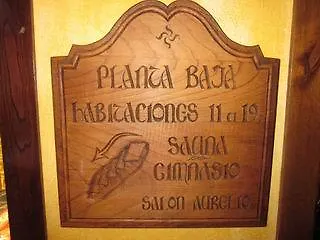 PLANTA BAJA
HABITACIONES 11 a 19
SAUNA
GIMNASIO
SALON AURELIO